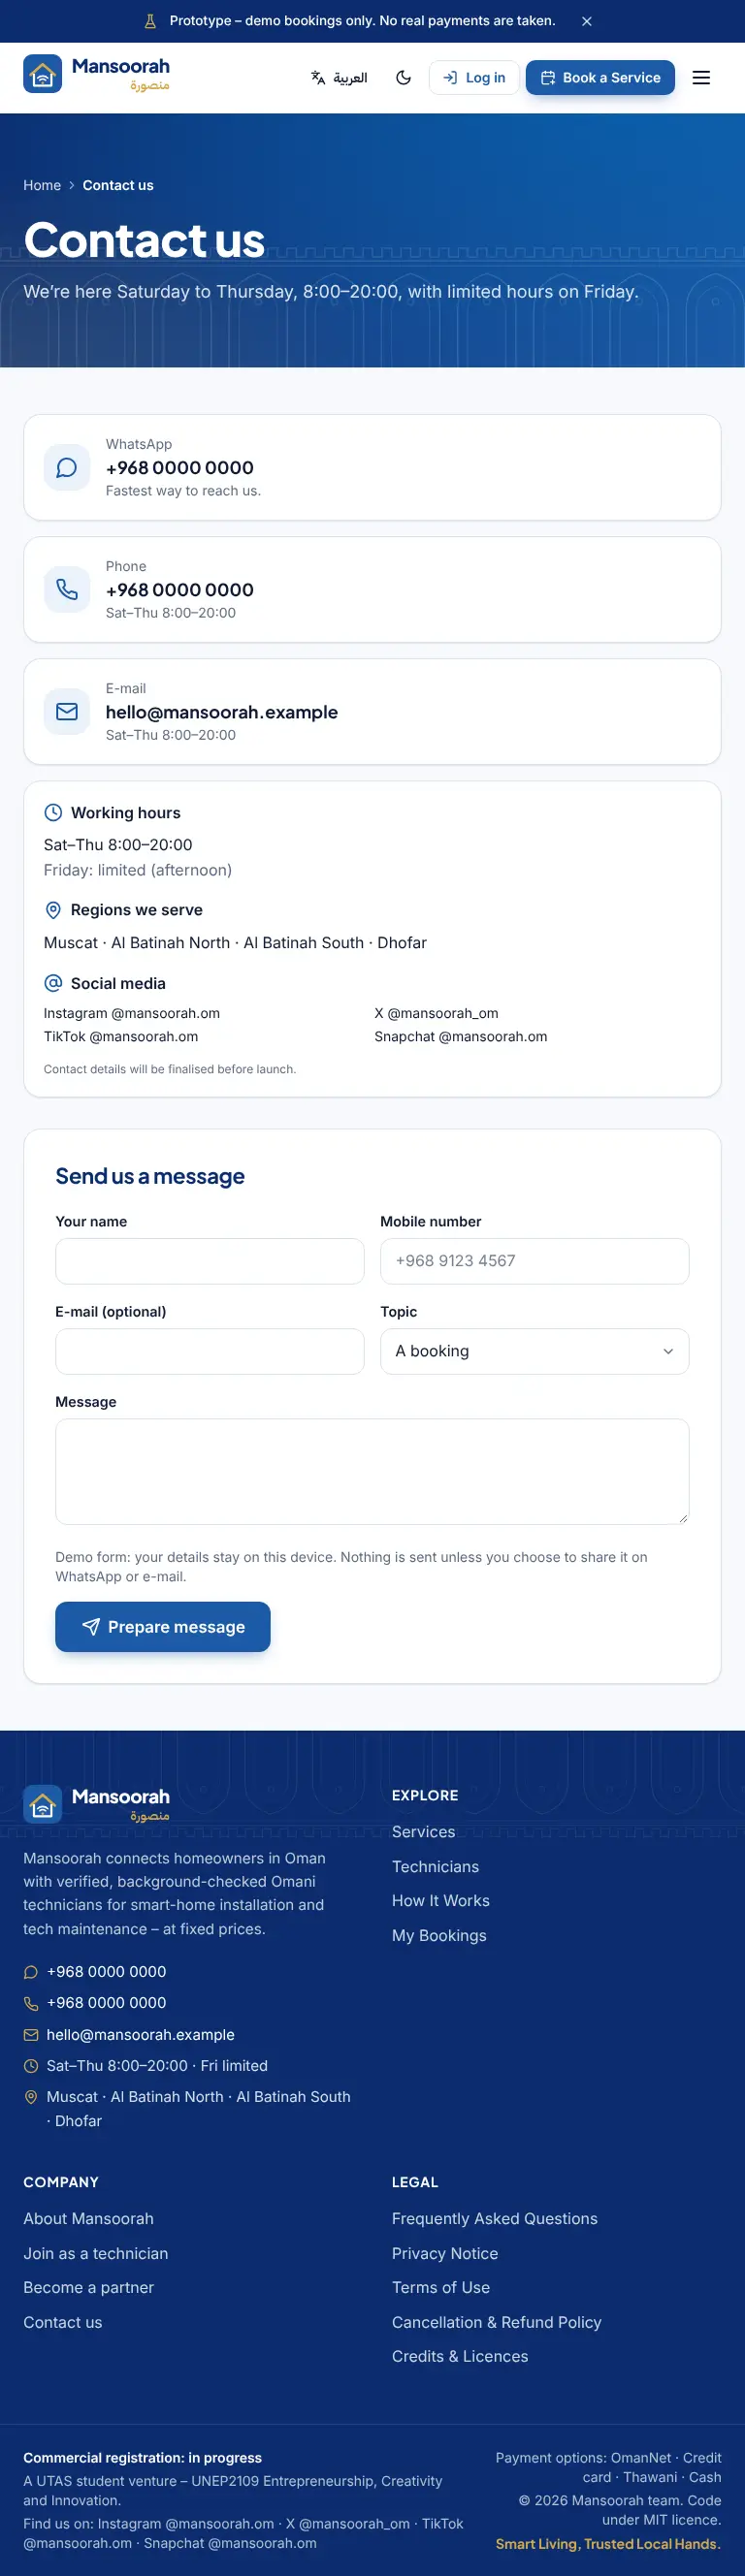 Prototype – demo bookings only. No real payments are taken.
Mansoorah
منصورة
العربية
Log in
Book a Service
Home > Contact us
Contact us
We’re here Saturday to Thursday, 8:00–20:00, with limited hours on Friday.
WhatsApp
+968 0000 0000
Fastest way to reach us.
Phone
+968 0000 0000
Sat–Thu 8:00–20:00
E-mail
hello@mansoorah.example
Sat–Thu 8:00–20:00
Working hours
Sat–Thu 8:00–20:00
Friday: limited (afternoon)
Regions we serve
Muscat · Al Batinah North · Al Batinah South · Dhofar
Social media
Instagram @mansoorah.om
X @mansoorah_om
TikTok @mansoorah.om
Snapchat @mansoorah.om
Contact details will be finalised before launch.
Send us a message
Your name
Mobile number
+968 9123 4567
E-mail (optional)
Topic
A booking
Message
Demo form: your details stay on this device. Nothing is sent unless you choose to share it on
WhatsApp or e-mail.
Prepare message
Mansoorah
منصورة
Mansoorah connects homeowners in Oman
with verified, background-checked Omani
technicians for smart-home installation and
tech maintenance – at fixed prices.
+968 0000 0000
+968 0000 0000
hello@mansoorah.example
Sat–Thu 8:00–20:00 · Fri limited
Muscat · Al Batinah North · Al Batinah South
· Dhofar
EXPLORE
Services
Technicians
How It Works
My Bookings
COMPANY
About Mansoorah
Join as a technician
Become a partner
Contact us
LEGAL
Frequently Asked Questions
Privacy Notice
Terms of Use
Cancellation & Refund Policy
Credits & Licences
Commercial registration: in progress
A UTAS student venture – UNEP2109 Entrepreneurship, Creativity
and Innovation.
Find us on: Instagram @mansoorah.om · X @mansoorah_om · TikTok
@mansoorah.om · Snapchat @mansoorah.om
Payment options: OmanNet · Credit
card · Thawani · Cash
© 2026 Mansoorah team. Code
under MIT licence.
Smart Living, Trusted Local Hands.